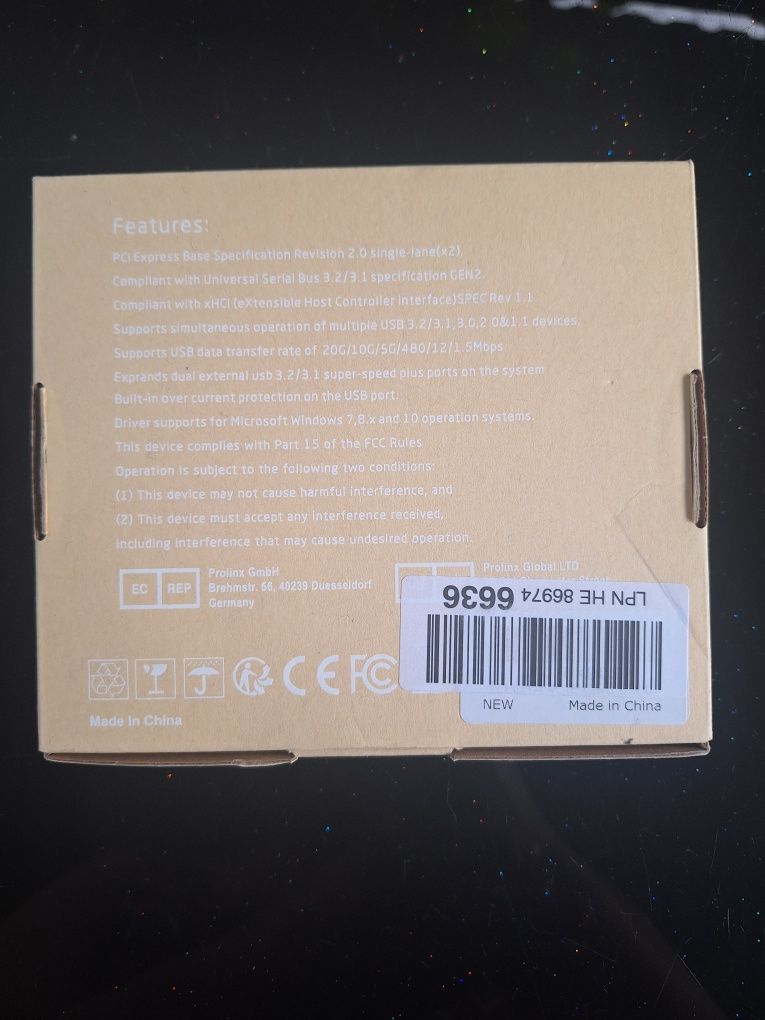 Features:
PCI Express Base Specification Revision 2.0 single-lane(x2).
Compliant with Universal Serial Bus 3.2/3.1 specification GEN2.
Compliant with xHCI (eXtensible Host Controller Interface)SPEC Rev 1.1.
Supports simultaneous operation of multiple USB 3.2/3.1,3.0,2.0&1.1 devices.
Supports USB data transfer rate of 20G/10G/5G/480/12/1.5Mbps
Exprands dual external usb 3.2/3.1 super-speed plus ports on the system
Built-in over current protection on the USB port.
Driver supports for Microsoft Windows 7,8.x and 10 operation systems.
This device complies with Part 15 of the FCC Rules
Operation is subject to the following two conditions:
(1) This device may not cause harmful interference, and
(2) This device must accept any interference received,
including interference that may cause undesired operation.
EC REP
Prolinx GmbH
Brehmstr. 56, 40239 Duesseldorf
Germany
Prolinx Global LTD
Street
LPN HE 86974 6636
CE FC
NEW Made in China
Made In China